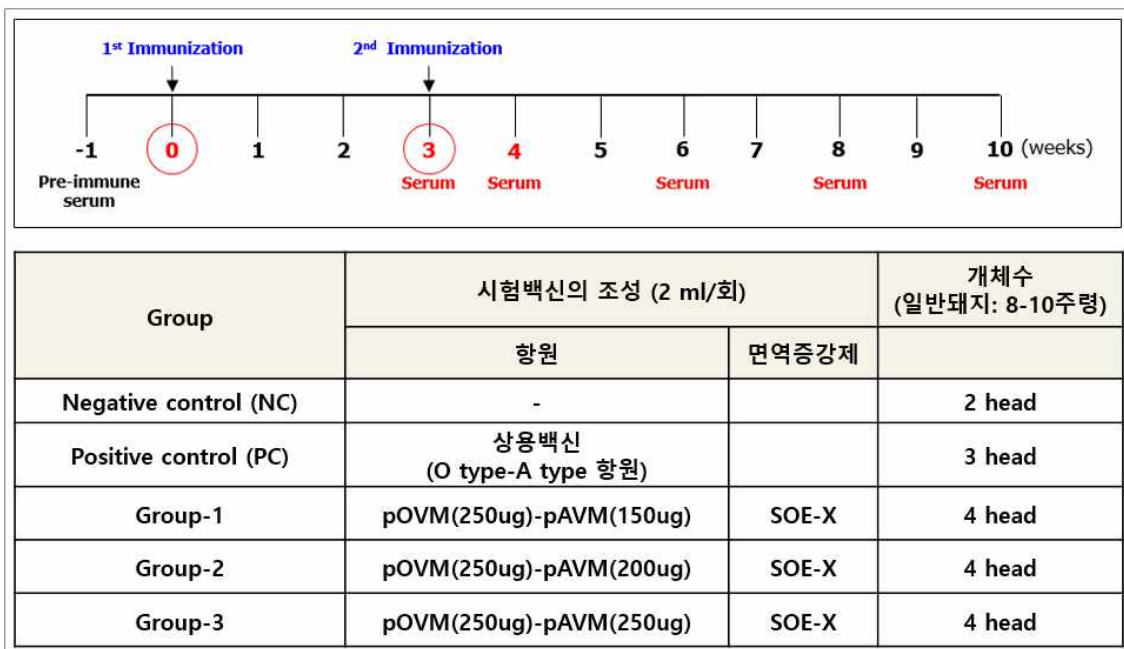 1st Immunization 2nd Immunization
-1 0 1 2 3 4 5 6 7 8 9 10 (weeks)
Pre-immune serum Serum Serum Serum Serum Serum
Group 시험백신의 조성 (2 ml/회) 개체수 (일반돼지: 8-10주령)
항원 면역증강제
Negative control (NC) - 2 head
Positive control (PC) 상용백신 (O type-A type 항원) 3 head
Group-1 pOVM(250ug)-pAVM(150ug) SOE-X 4 head
Group-2 pOVM(250ug)-pAVM(200ug) SOE-X 4 head
Group-3 pOVM(250ug)-pAVM(250ug) SOE-X 4 head